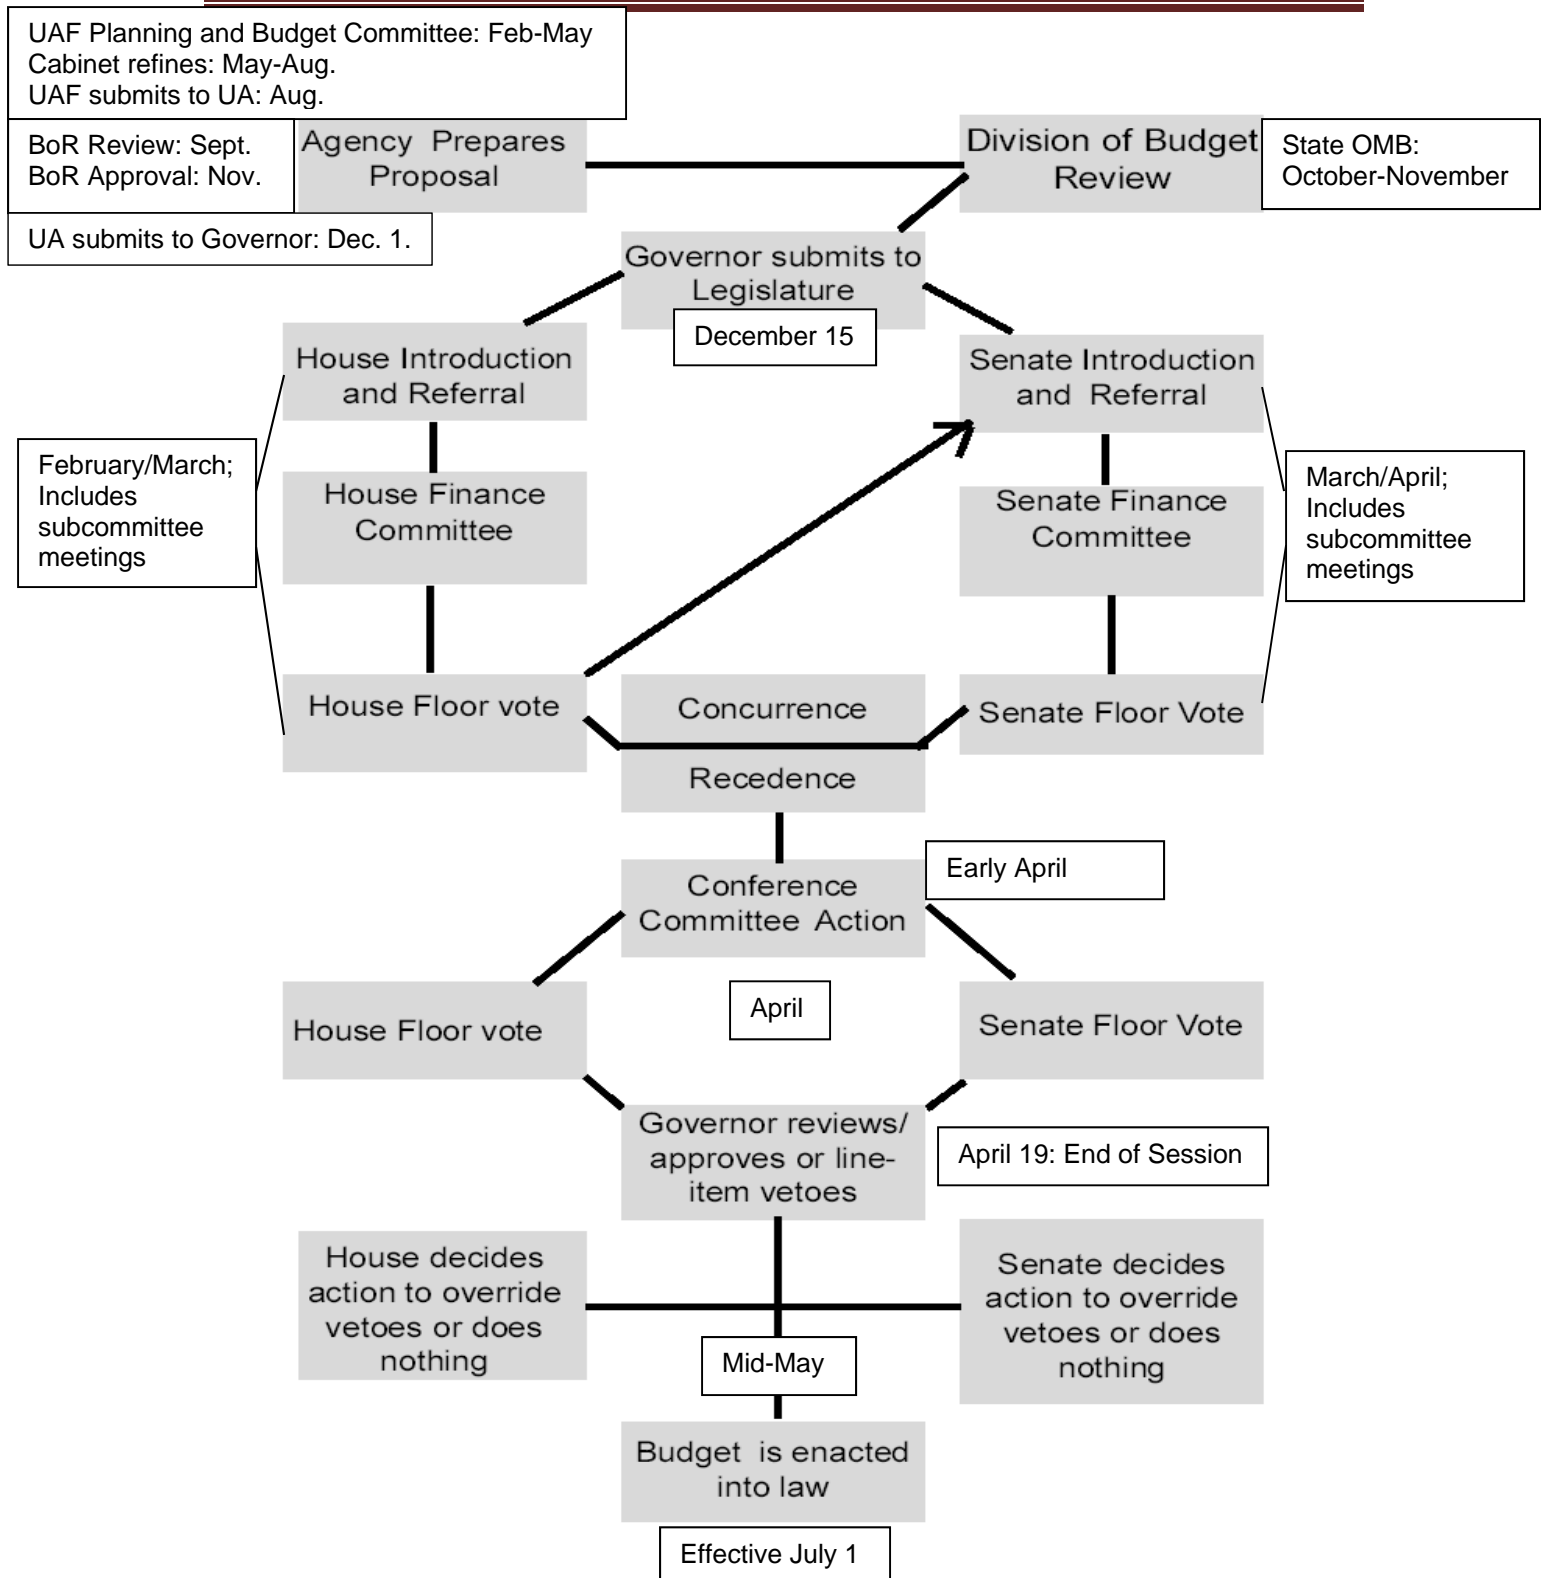 UAF Planning and Budget Committee: Feb-May
Cabinet refines: May-Aug.
UAF submits to UA: Aug.
BoR Review: Sept.
BoR Approval: Nov.
UA submits to Governor: Dec. 1.
Agency Prepares
Proposal
Division of Budget
Review
State OMB:
October-November
Governor submits to
Legislature
December 15
House Introduction
and Referral
Senate Introduction
and Referral
February/March;
Includes
subcommittee
meetings
House Finance
Committee
Senate Finance
Committee
March/April;
Includes
subcommittee
meetings
House Floor vote
Concurrence
Recedence
Senate Floor Vote
Conference
Committee Action
Early April
April
House Floor vote
Senate Floor Vote
Governor reviews/
approves or line-
item vetoes
April 19: End of Session
House decides
action to override
vetoes or does
nothing
Senate decides
action to override
vetoes or does
nothing
Mid-May
Budget is enacted
into law
Effective July 1